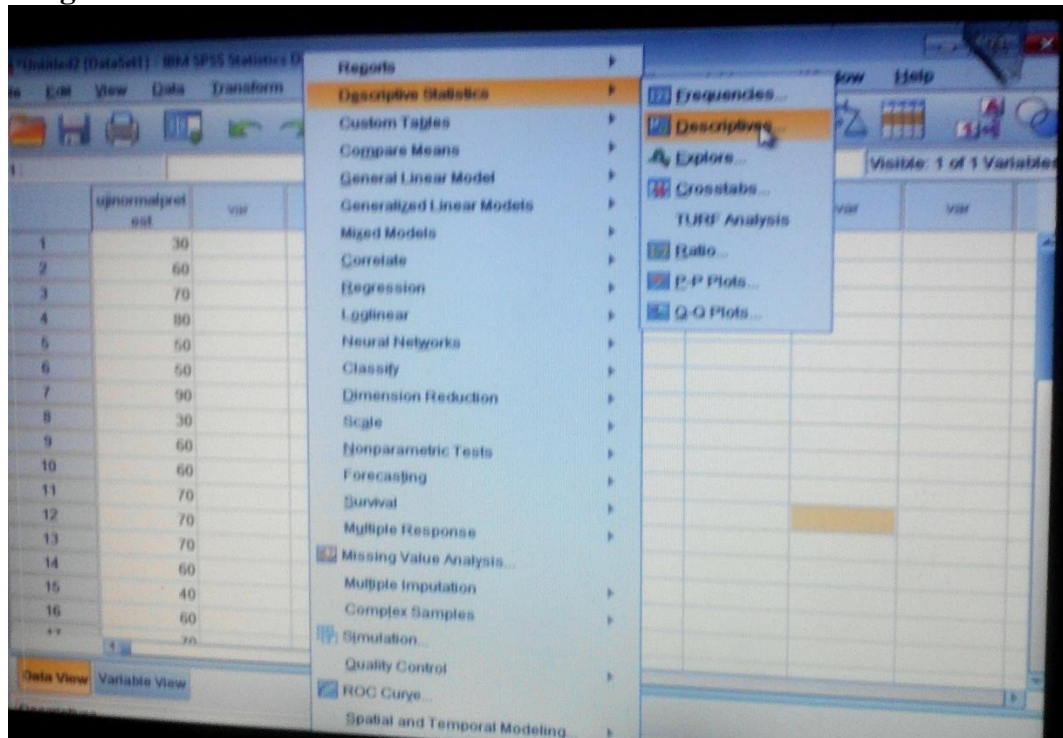 *Untitled2 [DataSet1] - IBM SPSS Statistics D
Edit View Data Transform
Help
Visible: 1 of 1 Variables
ujinormalpret
est
var
var
var
1 30
2 60
3 70
4 80
5 50
6 50
7 90
8 30
9 60
10 60
11 70
12 70
13 70
14 60
15 40
16 60
17 70
Data View Variable View
Reports
Descriptive Statistics
Custom Tables
Compare Means
General Linear Model
Generalized Linear Models
Mixed Models
Correlate
Regression
Loglinear
Neural Networks
Classify
Dimension Reduction
Scale
Nonparametric Tests
Forecasting
Survival
Multiple Response
Missing Value Analysis...
Multiple Imputation
Complex Samples
Simulation...
Quality Control
ROC Curve...
Spatial and Temporal Modeling...
Frequencies...
Descriptives...
Explore...
Crosstabs...
TURF Analysis
Ratio...
P-P Plots...
Q-Q Plots...